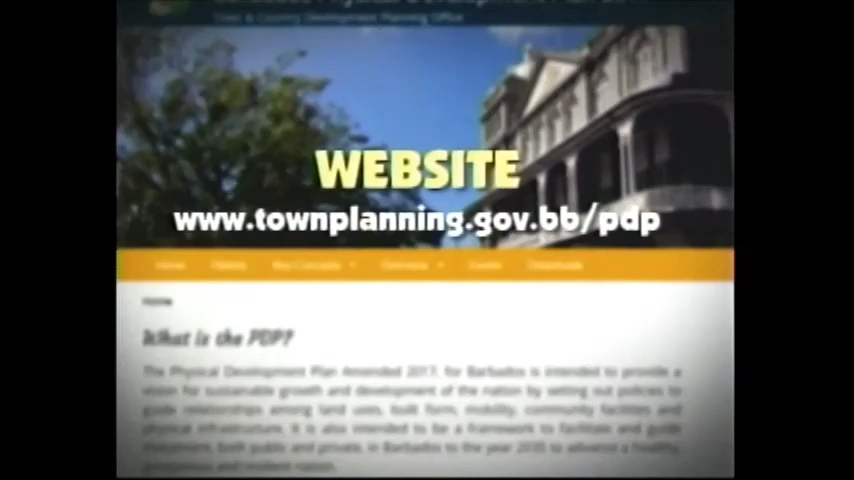 Town & Country Development Planning Office
WEBSITE
www.townplanning.gov.bb/pdp
Home
What is the PDP?
The Physical Development Plan Amended 2017, for Barbados is intended to provide a
vision for sustainable growth and development of the nation by setting out policies to
guide relationships among land uses, built form, mobility, community facilities and
physical infrastructure. It is also intended to be a framework to facilitate and guide
investment, both public and private, in Barbados to the year 2035 to advance a healthy,
prosperous and resilient nation.